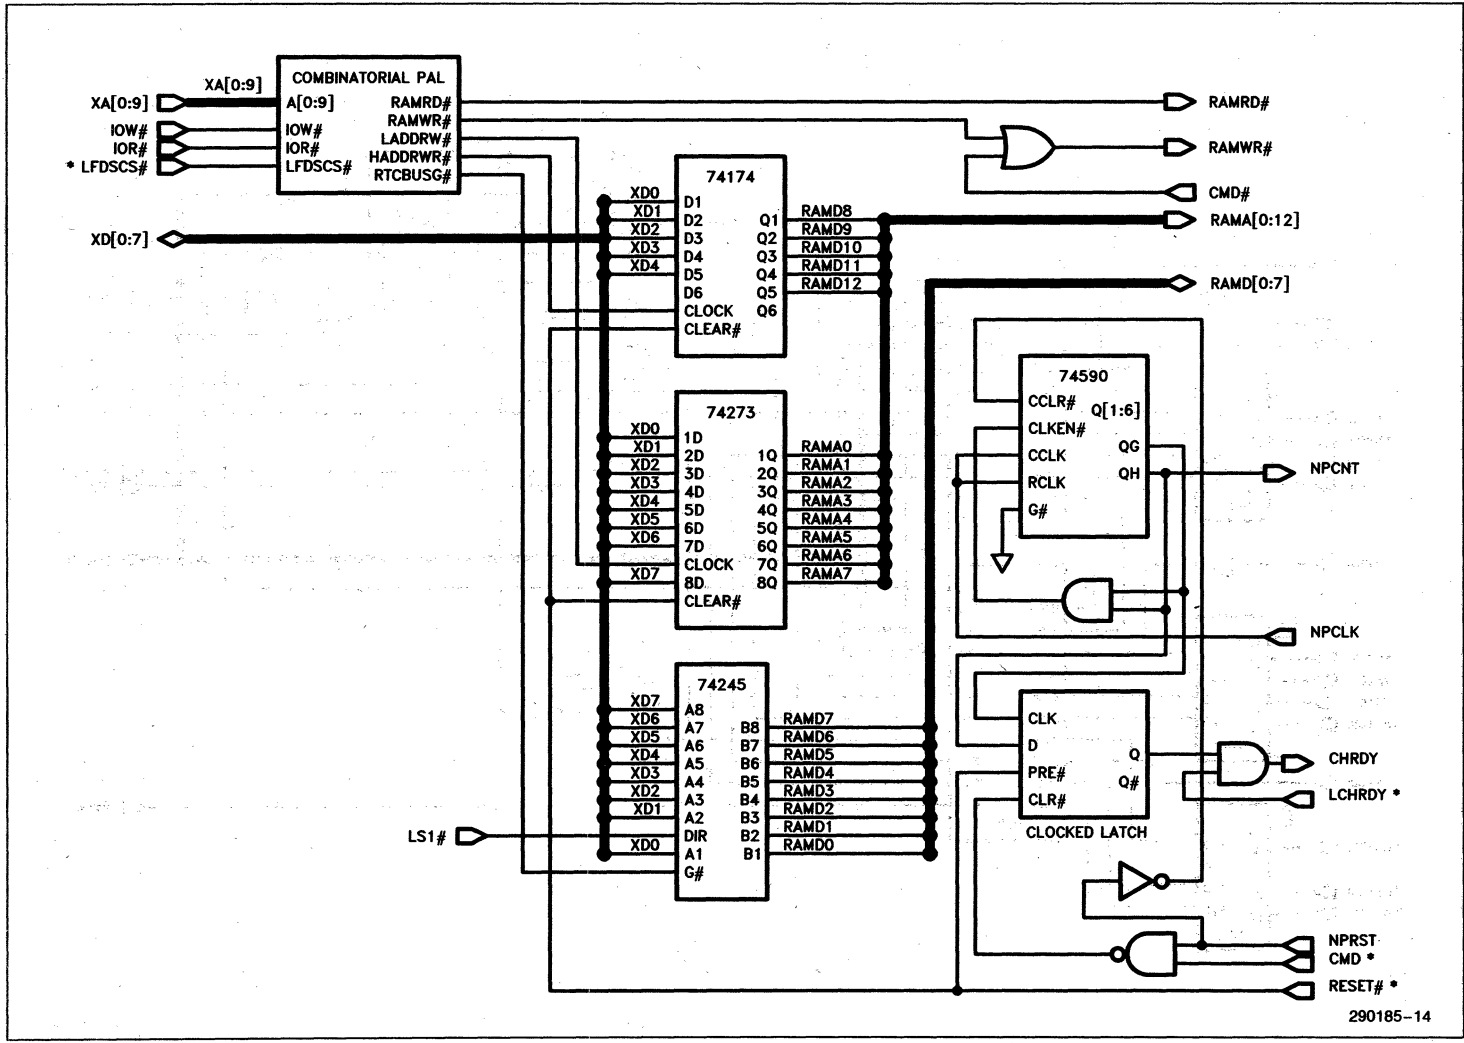 COMBINATORIAL PAL
XA[0:9]
XA[0:9]
A[0:9]
IOW#
IOW#
IOR#
IOR#
* LFDSCS#
LFDSCS#
RAMRD#
RAMWR#
LADDRW#
HADDRWR#
RTCBUSG#
RAMRD#
RAMWR#
CMD#
RAMA[0:12]
RAMD[0:7]
XD[0:7]
74174
XD0
XD1
XD2
XD3
XD4
D1
D2
D3
D4
D5
D6
CLOCK
CLEAR#
Q1
Q2
Q3
Q4
Q5
Q6
RAMD8
RAMD9
RAMD10
RAMD11
RAMD12
74273
XD0
XD1
XD2
XD3
XD4
XD5
XD6
XD7
1D
2D
3D
4D
5D
6D
7D
CLOCK
8D
CLEAR#
1Q
2Q
3Q
4Q
5Q
6Q
7Q
8Q
RAMA0
RAMA1
RAMA2
RAMA3
RAMA4
RAMA5
RAMA6
RAMA7
74245
XD7
XD6
XD5
XD4
XD3
XD2
XD1
XD0
LS1#
A8
A7
A6
A5
A4
A3
A2
DIR
A1
G#
B8
B7
B6
B5
B4
B3
B2
B1
RAMD7
RAMD6
RAMD5
RAMD4
RAMD3
RAMD2
RAMD1
RAMD0
74590
CCLR#
Q[1:6]
CLKEN#
CCLK
RCLK
G#
QG
QH
NPCNT
NPCLK
CLK
D
PRE#
CLR#
Q
Q#
CLOCKED LATCH
CHRDY
LCHRDY *
NPRST
CMD *
RESET# *
290185-14